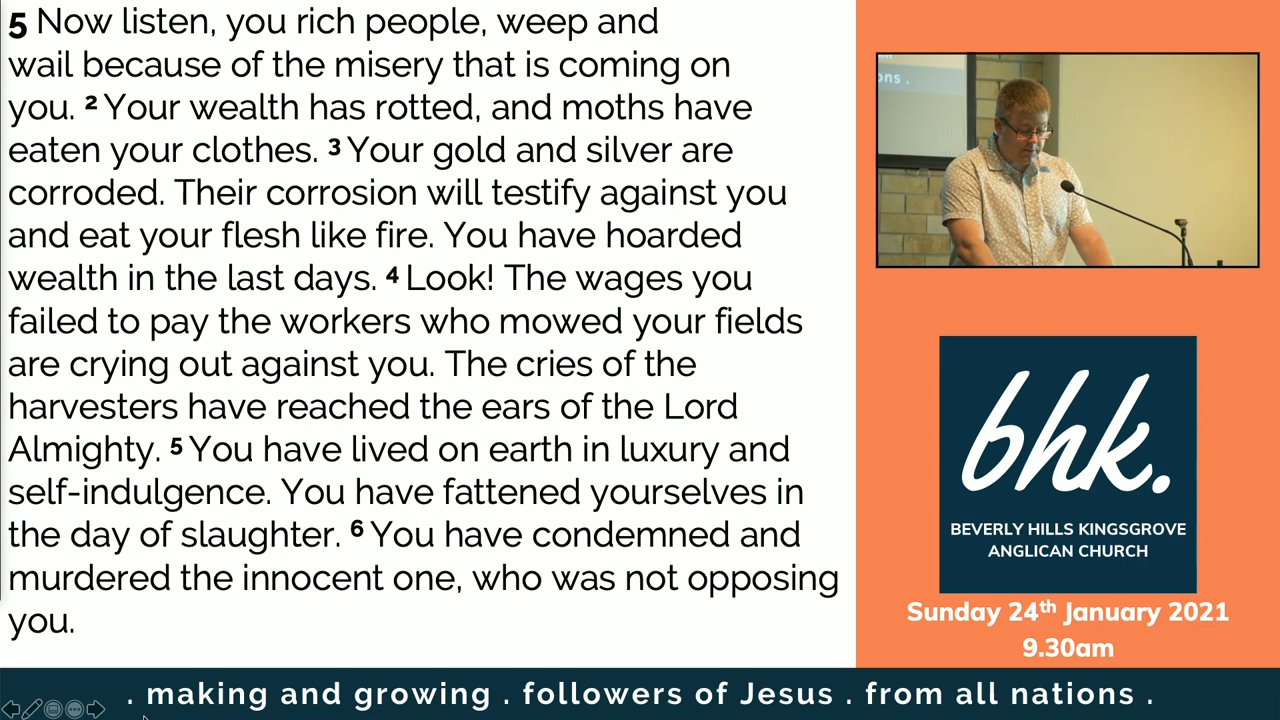 5 Now listen, you rich people, weep and
wail because of the misery that is coming on
you. 2 Your wealth has rotted, and moths have
eaten your clothes. 3 Your gold and silver are
corroded. Their corrosion will testify against you
and eat your flesh like fire. You have hoarded
wealth in the last days. 4 Look! The wages you
failed to pay the workers who mowed your fields
are crying out against you. The cries of the
harvesters have reached the ears of the Lord
Almighty. 5 You have lived on earth in luxury and
self-indulgence. You have fattened yourselves in
the day of slaughter. 6 You have condemned and
murdered the innocent one, who was not opposing
you.
ons .
bhk.
BEVERLY HILLS KINGSGROVE
ANGLICAN CHURCH
Sunday 24th January 2021
9.30am
. making and growing . followers of Jesus . from all nations .